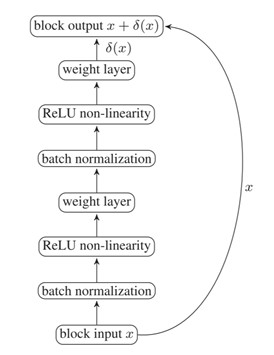 block output x + δ(x)
δ(x)
weight layer
ReLU non-linearity
batch normalization
weight layer
x
ReLU non-linearity
batch normalization
block input x